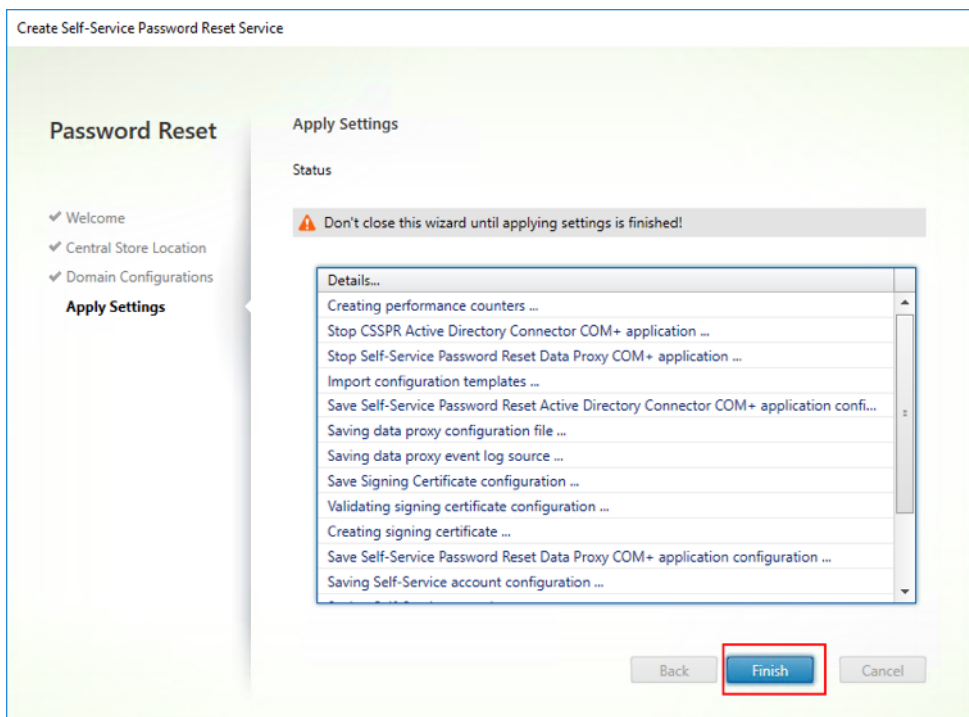 Create Self-Service Password Reset Service
Password Reset
Welcome
Central Store Location
Domain Configurations
Apply Settings
Apply Settings
Status
Don't close this wizard until applying settings is finished!
Details...
Creating performance counters ...
Stop CSSPR Active Directory Connector COM+ application ...
Stop Self-Service Password Reset Data Proxy COM+ application ...
Import configuration templates ...
Save Self-Service Password Reset Active Directory Connector COM+ application confi...
Saving data proxy configuration file ...
Saving data proxy event log source ...
Save Signing Certificate configuration ...
Validating signing certificate configuration ...
Creating signing certificate ...
Save Self-Service Password Reset Data Proxy COM+ application configuration ...
Saving Self-Service account configuration ...
Back
Finish
Cancel